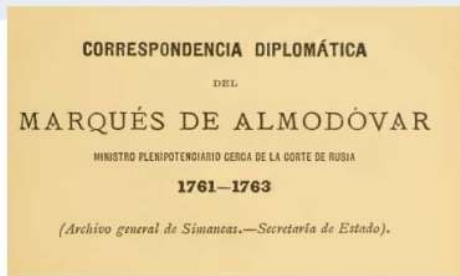 CORRESPONDENCIA DIPLOMÁTICA
DEL
MARQUÉS DE ALMODÓVAR
MINISTRO PLENIPOTENCIARIO CERCA DE LA CORTE DE RUSIA
1761—1763
(Archivo general de Simancas.—Secretaría de Estado).